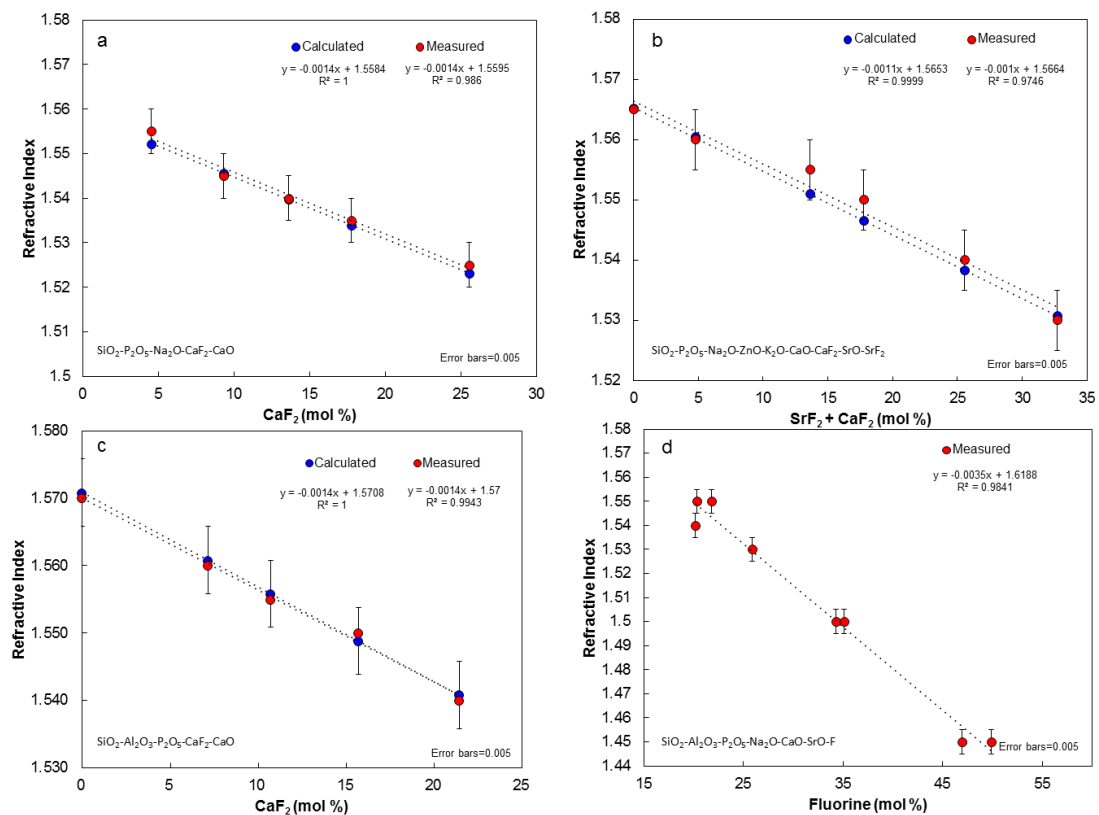 a
Calculated
Measured
y = -0.0014x + 1.5584
R² = 1
y = -0.0014x + 1.5595
R² = 0.986
1.58
1.57
1.56
1.55
1.54
1.53
1.52
1.51
1.5
Refractive Index
SiO₂-P₂O₅-Na₂O-CaF₂-CaO
Error bars=0.005
0 5 10 15 20 25 30
CaF₂ (mol %)
b
Calculated
Measured
y = -0.0011x + 1.5653
R² = 0.9999
y = -0.001x + 1.5664
R² = 0.9746
1.58
1.57
1.56
1.55
1.54
1.53
1.52
Refractive Index
SiO₂-P₂O₅-Na₂O-ZnO-K₂O-CaO-CaF₂-SrO-SrF₂
Error bars=0.005
0 5 10 15 20 25 30 35
SrF₂ + CaF₂ (mol %)
c
Calculated
Measured
y = -0.0014x + 1.5708
R² = 1
y = -0.0014x + 1.57
R² = 0.9943
1.580
1.570
1.560
1.550
1.540
1.530
Refractive Index
SiO₂-Al₂O₃-P₂O₅-CaF₂-CaO
Error bars=0.005
0 5 10 15 20 25
CaF₂ (mol %)
d
Measured
y = -0.0035x + 1.6188
R² = 0.9841
1.58
1.57
1.56
1.55
1.54
1.53
1.52
1.51
1.5
1.49
1.48
1.47
1.46
1.45
1.44
Refractive Index
SiO₂-Al₂O₃-P₂O₅-Na₂O-CaO-SrO-F
Error bars=0.005
15 25 35 45 55
Fluorine (mol %)